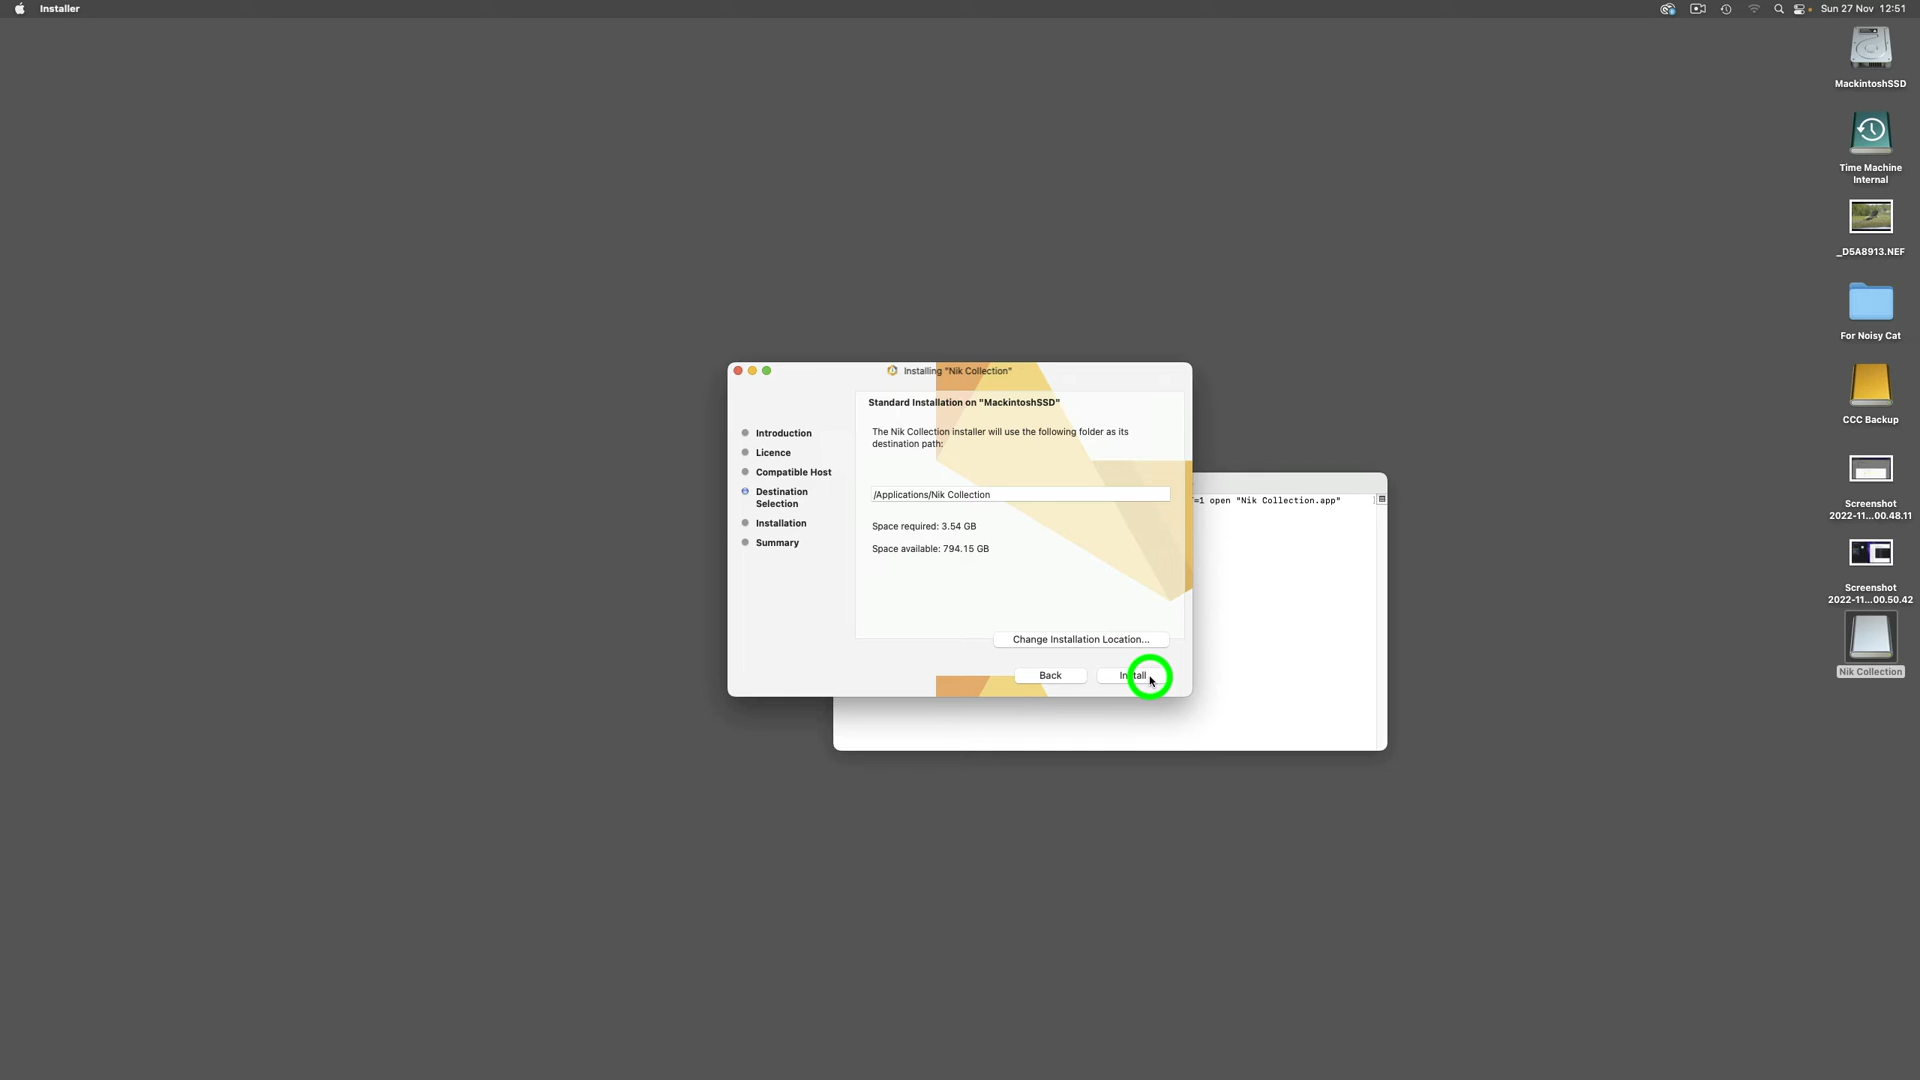 Installer
Sun 27 Nov 12:51
MackintoshSSD
Time Machine
Internal
_D5A8913.NEF
For Noisy Cat
CCC Backup
Screenshot
2022-11...00.48.11
Screenshot
2022-11...00.50.42
Nik Collection
Installing "Nik Collection"
Introduction
Licence
Compatible Host
Destination
Selection
Installation
Summary
Standard Installation on "MackintoshSSD"
The Nik Collection installer will use the following folder as its
destination path:
/Applications/Nik Collection
Space required: 3.54 GB
Space available: 794.15 GB
Change Installation Location...
Back
Install
=1 open "Nik Collection.app"